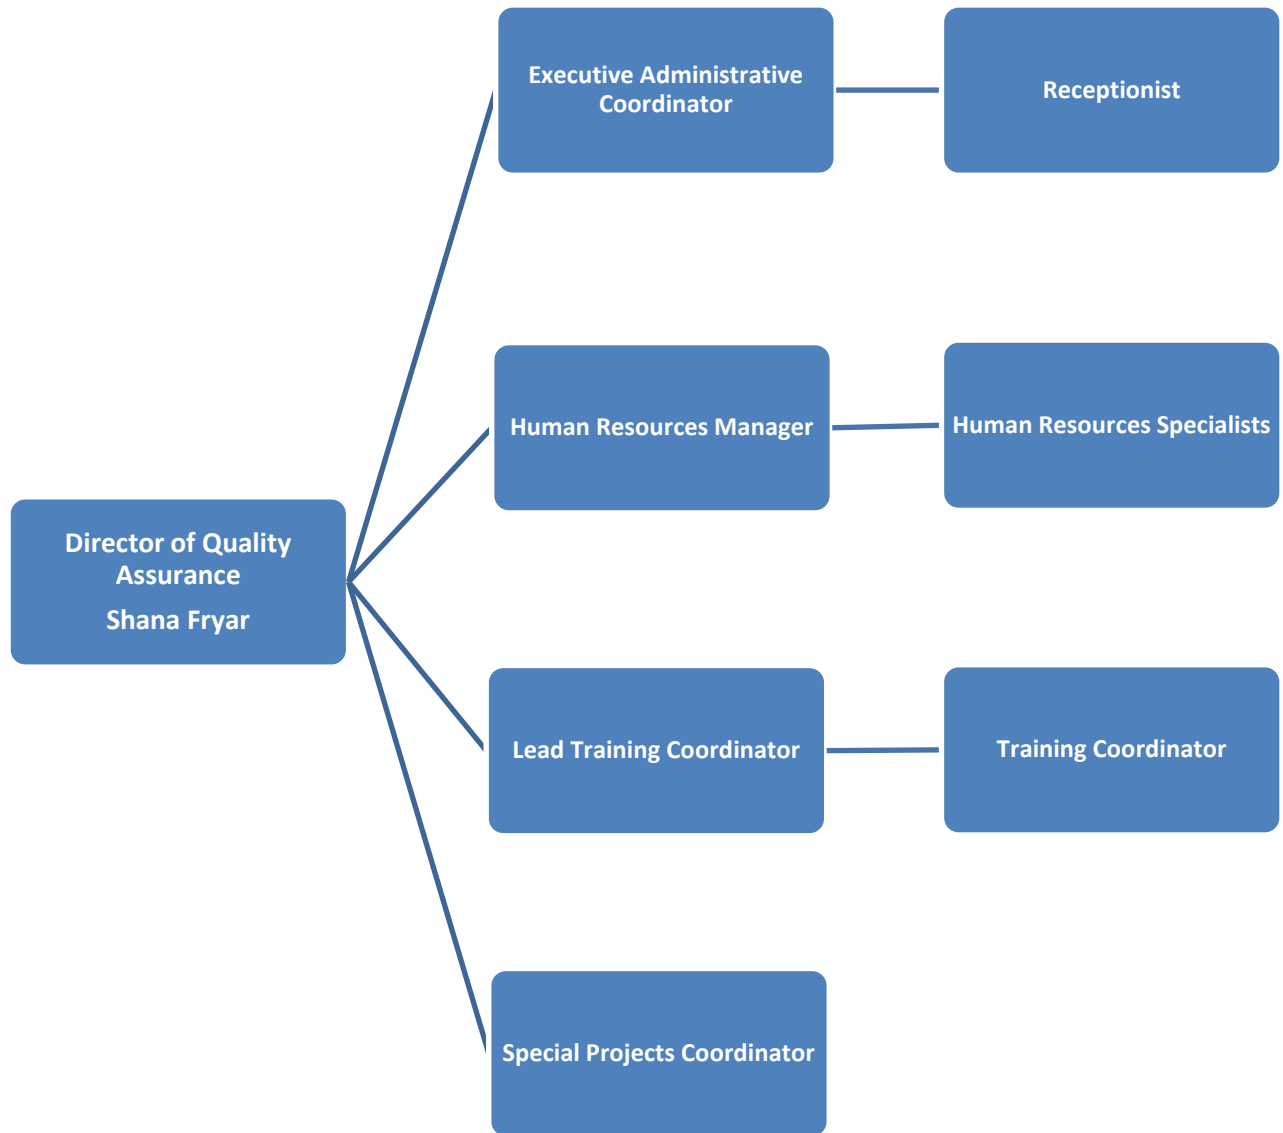 Executive Administrative
Coordinator
Receptionist
Human Resources Manager
Human Resources Specialists
Director of Quality
Assurance
Shana Fryar
Lead Training Coordinator
Training Coordinator
Special Projects Coordinator